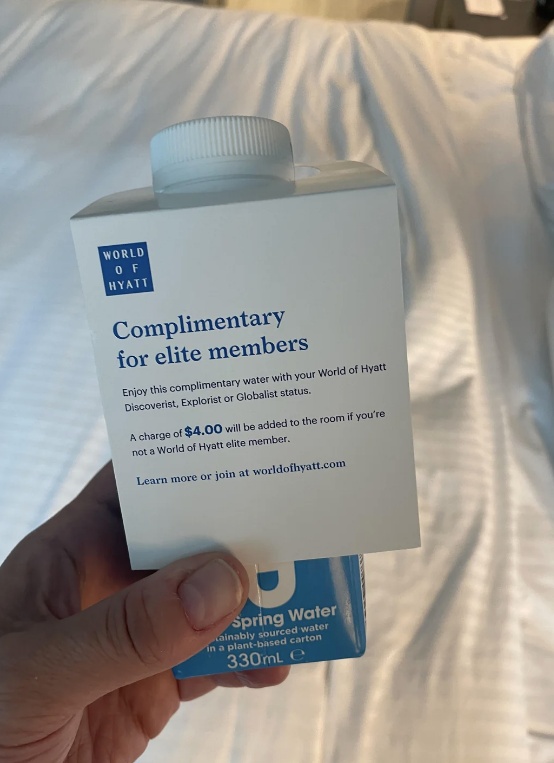 WORLD
OF
HYATT
Complimentary
for elite members
Enjoy this complimentary water with your World of Hyatt
Discoverist, Explorist or Globalist status.
A charge of $4.00 will be added to the room if you're
not a World of Hyatt elite member.
Learn more or join at worldofhyatt.com
Spring Water
water
in a plant-based carton
330mL ℮